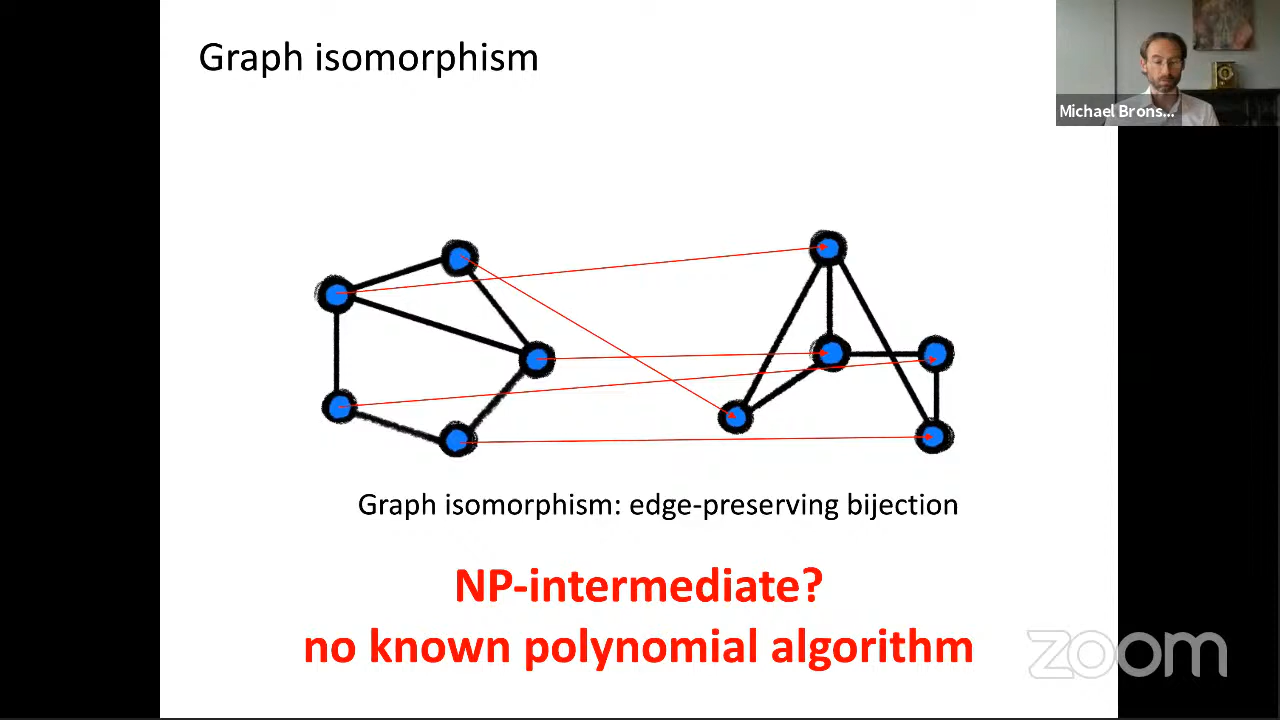 Graph isomorphism
Michael Brons...
Graph isomorphism: edge-preserving bijection
NP-intermediate?
no known polynomial algorithm
zoom